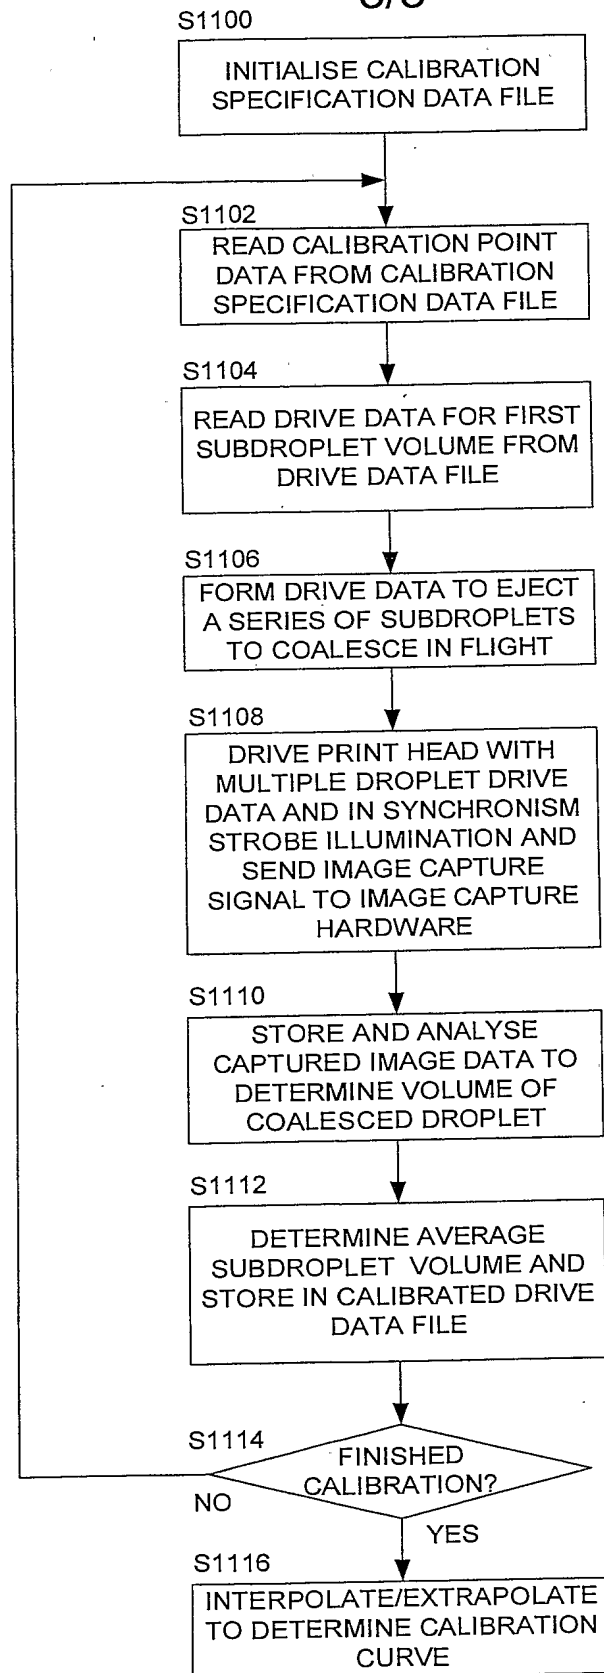 S1100
INITIALISE CALIBRATION
SPECIFICATION DATA FILE
S1102
READ CALIBRATION POINT
DATA FROM CALIBRATION
SPECIFICATION DATA FILE
S1104
READ DRIVE DATA FOR FIRST
SUBDROPLET VOLUME FROM
DRIVE DATA FILE
S1106
FORM DRIVE DATA TO EJECT
A SERIES OF SUBDROPLETS
TO COALESCE IN FLIGHT
S1108
DRIVE PRINT HEAD WITH
MULTIPLE DROPLET DRIVE
DATA AND IN SYNCHRONISM
STROBE ILLUMINATION AND
SEND IMAGE CAPTURE
SIGNAL TO IMAGE CAPTURE
HARDWARE
S1110
STORE AND ANALYSE
CAPTURED IMAGE DATA TO
DETERMINE VOLUME OF
COALESCED DROPLET
S1112
DETERMINE AVERAGE
SUBDROPLET VOLUME AND
STORE IN CALIBRATED DRIVE
DATA FILE
S1114
FINISHED
CALIBRATION?
NO
YES
S1116
INTERPOLATE/EXTRAPOLATE
TO DETERMINE CALIBRATION
CURVE